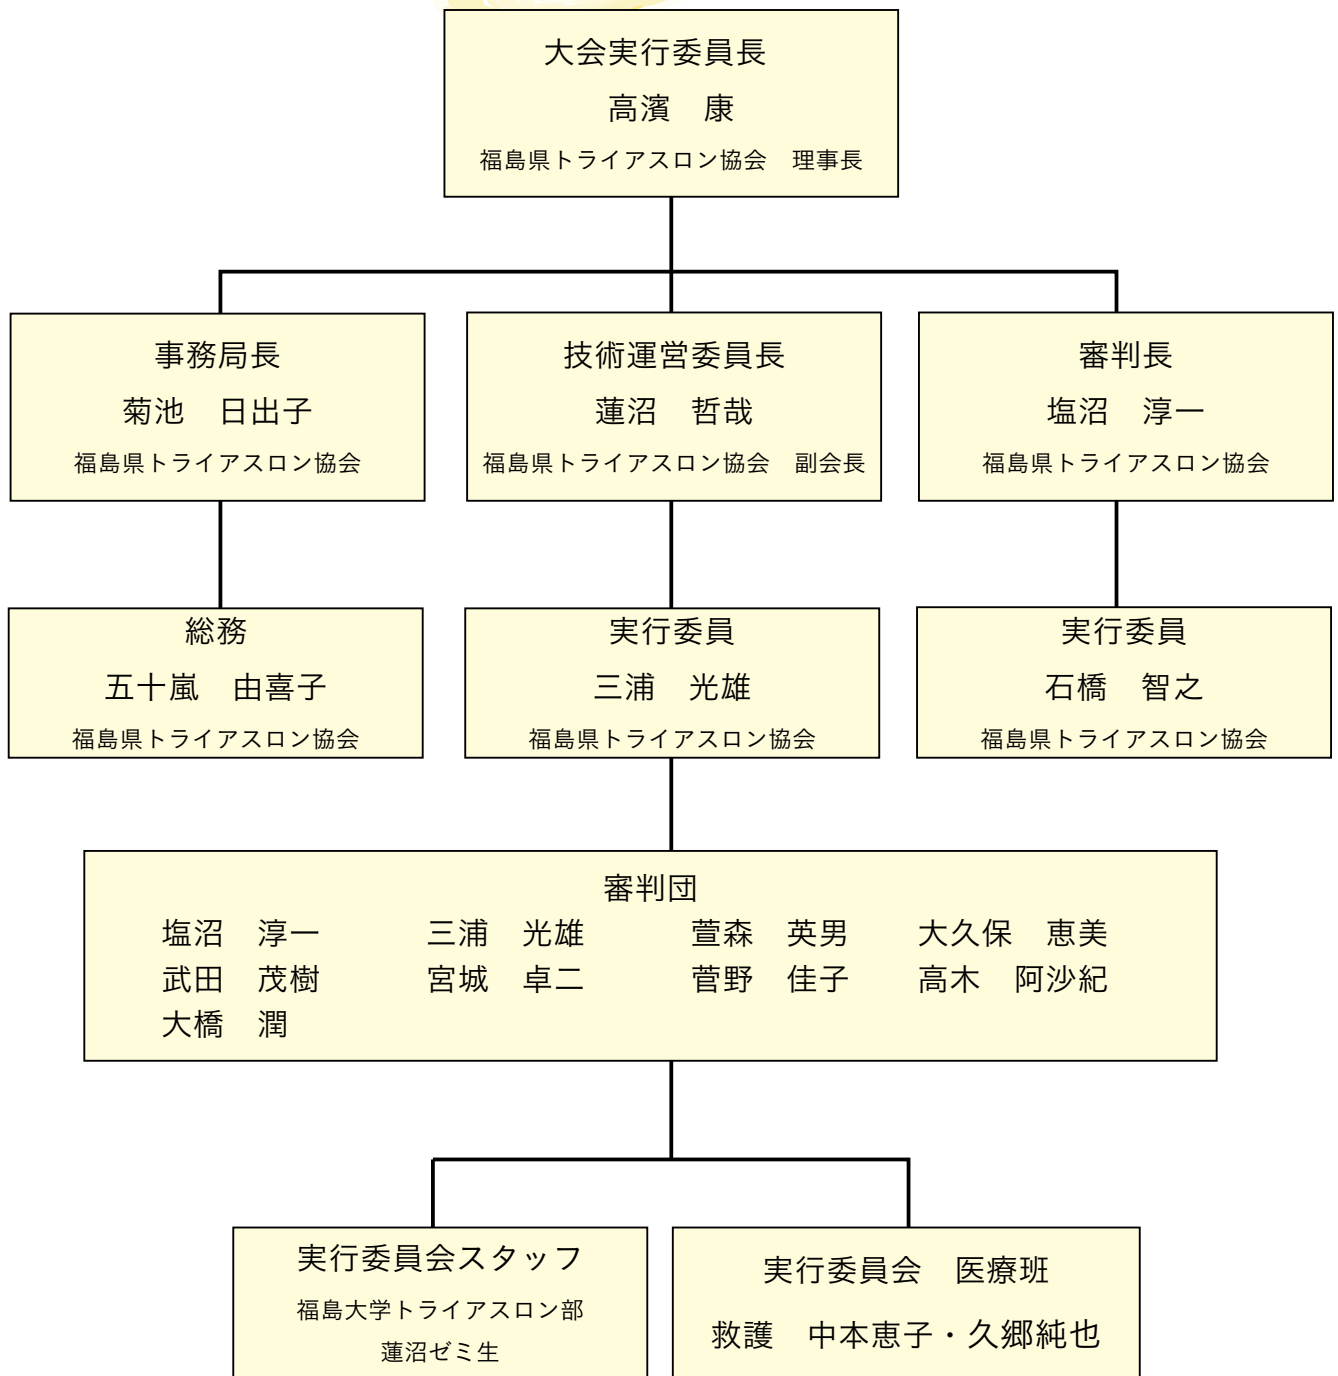 大会実行委員長
高濱　康
福島県トライアスロン協会　理事長
事務局長
菊池　日出子
福島県トライアスロン協会
技術運営委員長
蓮沼　哲哉
福島県トライアスロン協会　副会長
審判長
塩沼　淳一
福島県トライアスロン協会
総務
五十嵐　由喜子
福島県トライアスロン協会
実行委員
三浦　光雄
福島県トライアスロン協会
実行委員
石橋　智之
福島県トライアスロン協会
審判団
塩沼　淳一　三浦　光雄　萱森　英男　大久保　恵美
武田　茂樹　宮城　卓二　菅野　佳子　高木　阿沙紀
大橋　潤
実行委員会スタッフ
福島大学トライアスロン部
蓮沼ゼミ生
実行委員会　医療班
救護　中本恵子・久郷純也